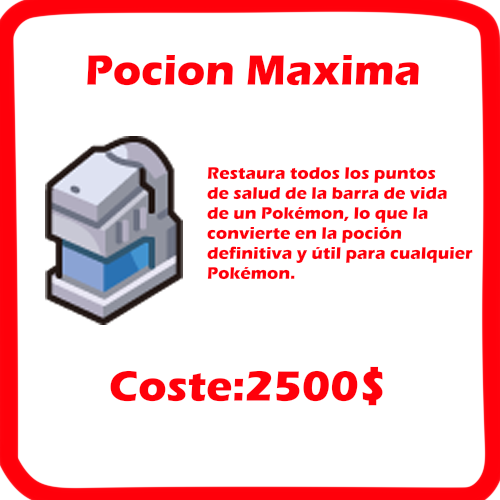 Pocion Maxima
Restaura todos los puntos
de salud de la barra de vida
de un Pokémon, lo que la
convierte en la poción
definitiva y útil para cualquier
Pokémon.
Coste:2500$